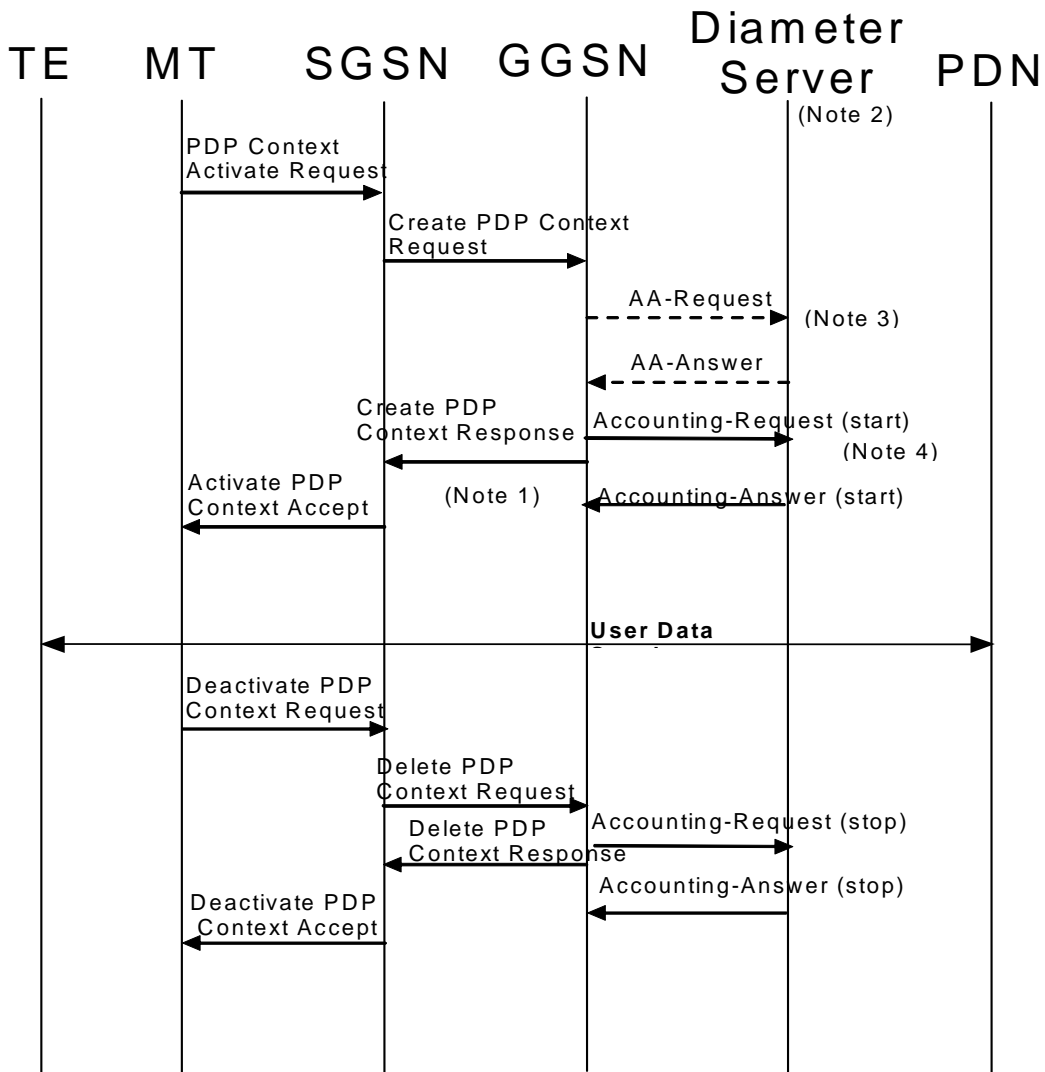 TE
MT
SGSN
GGSN
Diameter
Server
PDN
(Note 2)
PDP Context
Activate Request
Create PDP Context
Request
AA-Request
(Note 3)
AA-Answer
Create PDP
Context Response
Accounting-Request (start)
(Note 4)
Activate PDP
Context Accept
(Note 1)
Accounting-Answer (start)
User Data
Deactivate PDP
Context Request
Delete PDP
Context Request
Accounting-Request (stop)
Delete PDP
Context Response
Accounting-Answer (stop)
Deactivate PDP
Context Accept